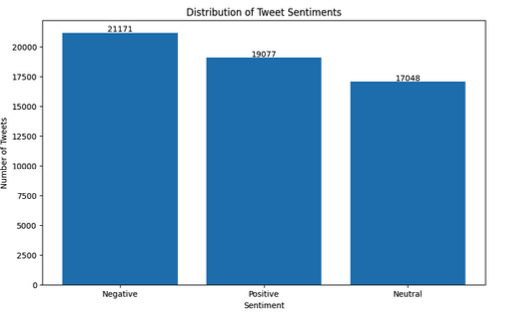 Distribution of Tweet Sentiments
21171
19077
17048
Number of Tweets
20000
17500
15000
12500
10000
7500
5000
2500
0
Negative
Positive
Neutral
Sentiment